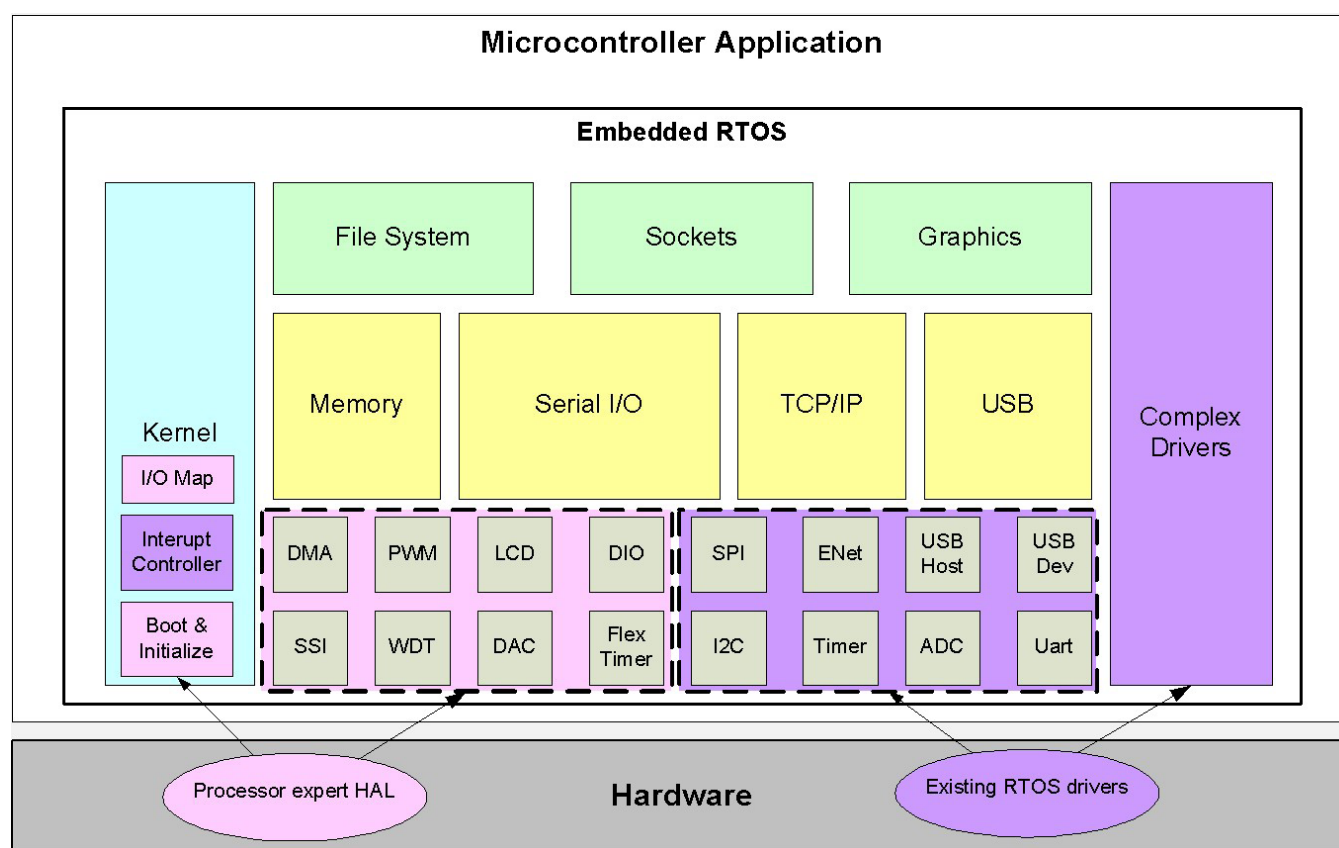 Microcontroller Application
Embedded RTOS
File System
Sockets
Graphics
Memory
Serial I/O
TCP/IP
USB
Kernel
I/O Map
Interupt
Controller
Boot &
Initialize
Complex
Drivers
DMA
PWM
LCD
DIO
SPI
ENet
USB
Host
USB
Dev
SSI
WDT
DAC
Flex
Timer
I2C
Timer
ADC
Uart
Processor expert HAL
Hardware
Existing RTOS drivers